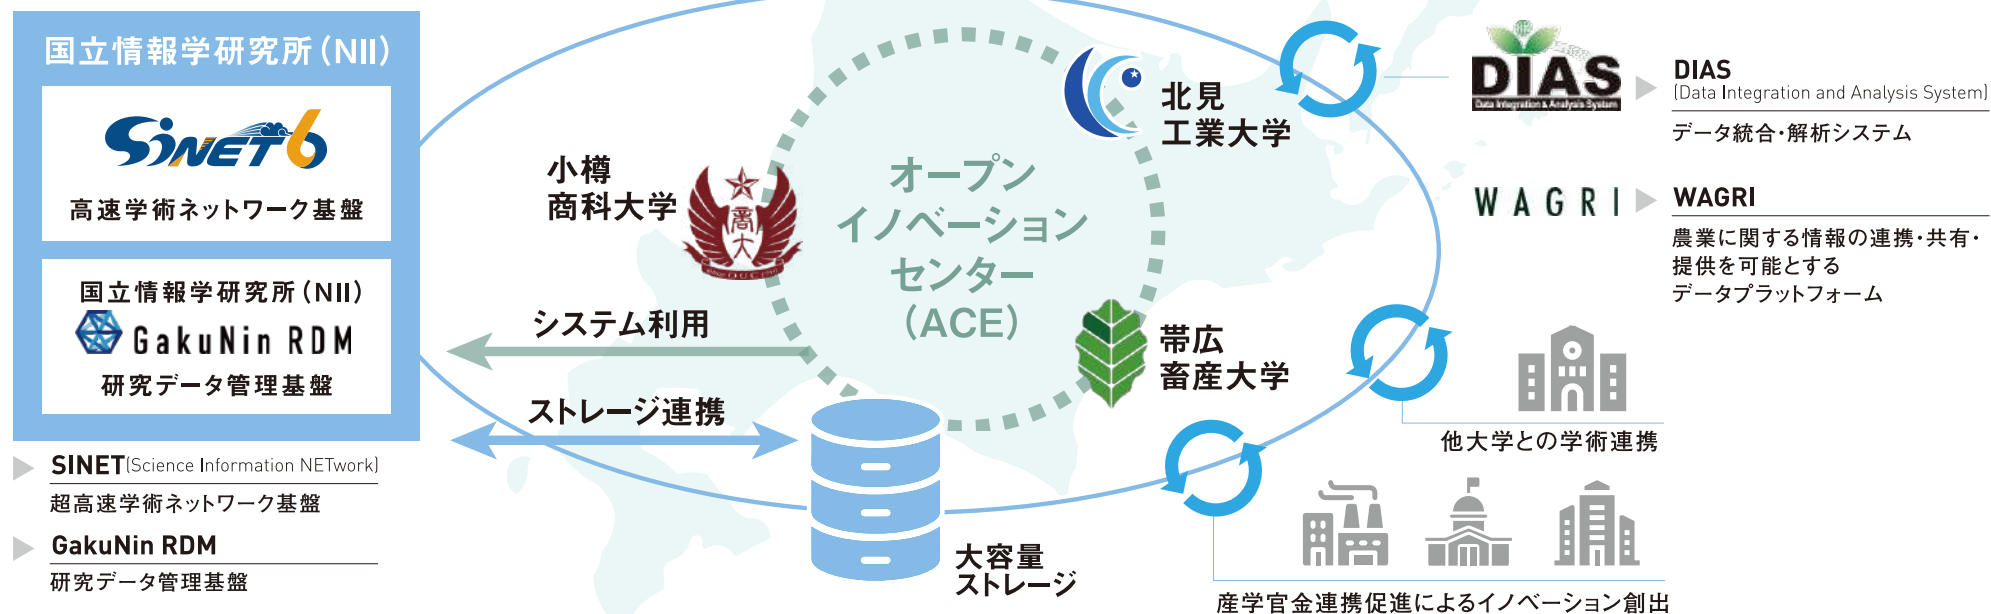 国立情報学研究所(NII)
SINET6
高速学術ネットワーク基盤
国立情報学研究所(NII)
GakuNin RDM
研究データ管理基盤
SINET(Science Information NETwork)
超高速学術ネットワーク基盤
GakuNin RDM
研究データ管理基盤
小樽
商科大学
商大
北見
工業大学
オープン
イノベーション
センター
(ACE)
帯広
畜産大学
システム利用
ストレージ連携
大容量
ストレージ
DIAS
Data Integration & Analysis System
DIAS
(Data Integration and Analysis System)
データ統合・解析システム
WAGRI
WAGRI
農業に関する情報の連携・共有・
提供を可能とする
データプラットフォーム
他大学との学術連携
産学官金連携促進によるイノベーション創出